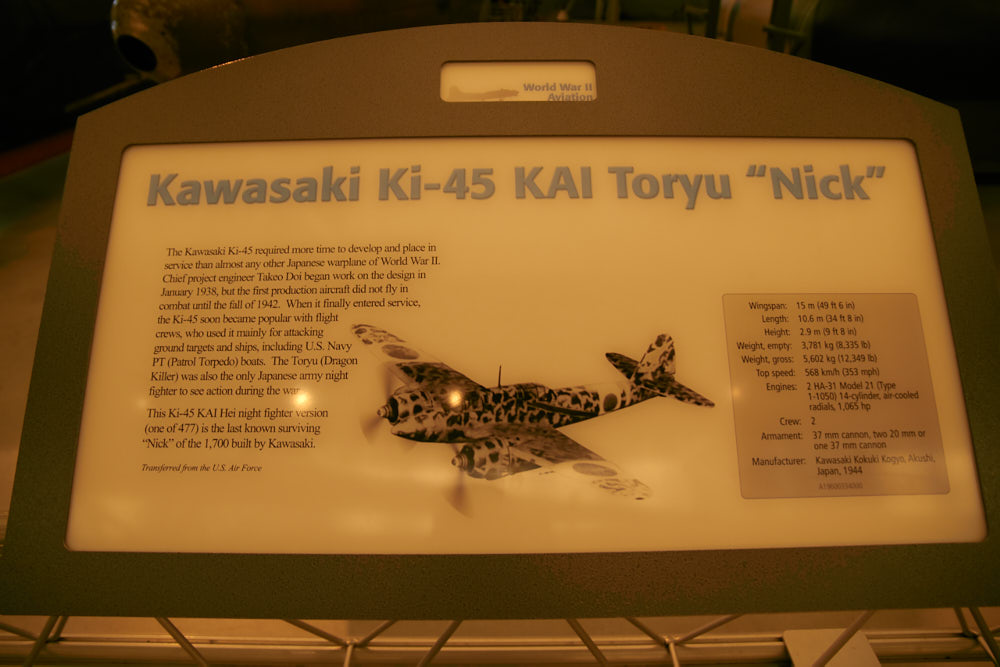 World War II
Aviation
Kawasaki Ki-45 KAI Toryu “Nick”
The Kawasaki Ki-45 required more time to develop and place in
service than almost any other Japanese warplane of World War II.
Chief project engineer Takeo Doi began work on the design in
January 1938, but the first production aircraft did not fly in
combat until the fall of 1942. When it finally entered service,
the Ki-45 soon became popular with flight
crews, who used it mainly for attacking
ground targets and ships, including U.S. Navy
PT (Patrol Torpedo) boats. The Toryu (Dragon
Killer) was also the only Japanese army night
fighter to see action during the war.
This Ki-45 KAI Hei night fighter version
(one of 477) is the last known surviving
“Nick” of the 1,700 built by Kawasaki.
Transferred from the U.S. Air Force
Wingspan: 15 m (49 ft 6 in)
Length: 10.6 m (34 ft 8 in)
Height: 2.9 m (9 ft 8 in)
Weight, empty: 3,781 kg (8,335 lb)
Weight, gross: 5,602 kg (12,349 lb)
Top speed: 568 km/h (353 mph)
Engines: 2 HA-31 Model 21 (Type
1-1050) 14-cylinder, air-cooled
radials, 1,065 hp
Crew: 2
Armament: 37 mm cannon, two 20 mm or
one 37 mm cannon
Manufacturer: Kawasaki Kokuki Kogyo, Akushi,
Japan, 1944
A19600334000